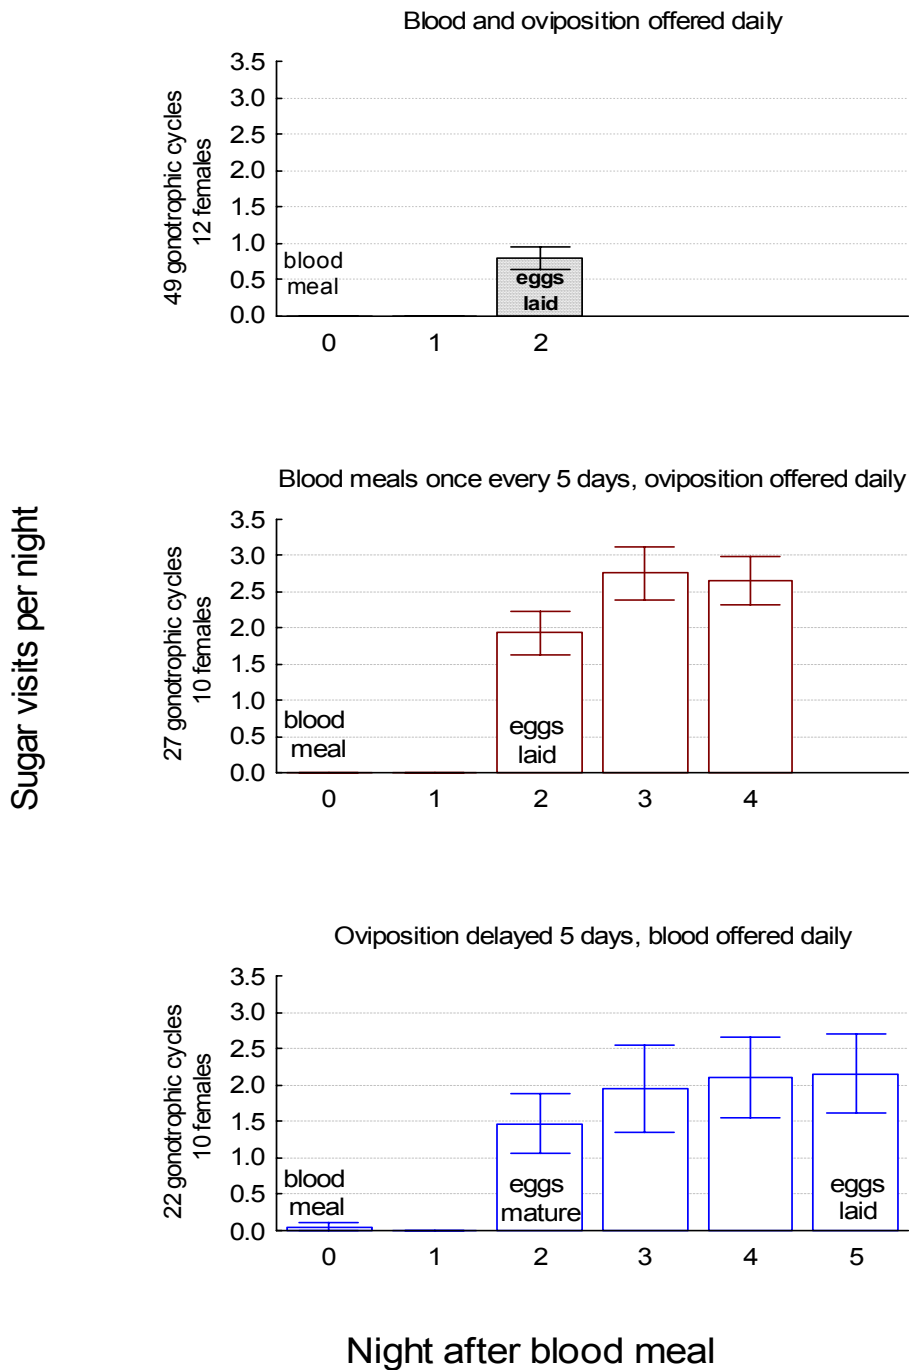 Blood and oviposition offered daily
49 gonotrophic cycles
12 females
3.5
3.0
2.5
2.0
1.5
1.0
0.5
0.0
blood
meal
eggs
laid
0 1 2
Sugar visits per night
Blood meals once every 5 days, oviposition offered daily
27 gonotrophic cycles
10 females
3.5
3.0
2.5
2.0
1.5
1.0
0.5
0.0
blood
meal
eggs
laid
0 1 2 3 4
Oviposition delayed 5 days, blood offered daily
22 gonotrophic cycles
10 females
3.5
3.0
2.5
2.0
1.5
1.0
0.5
0.0
blood
meal
eggs
mature
eggs
laid
0 1 2 3 4 5
Night after blood meal